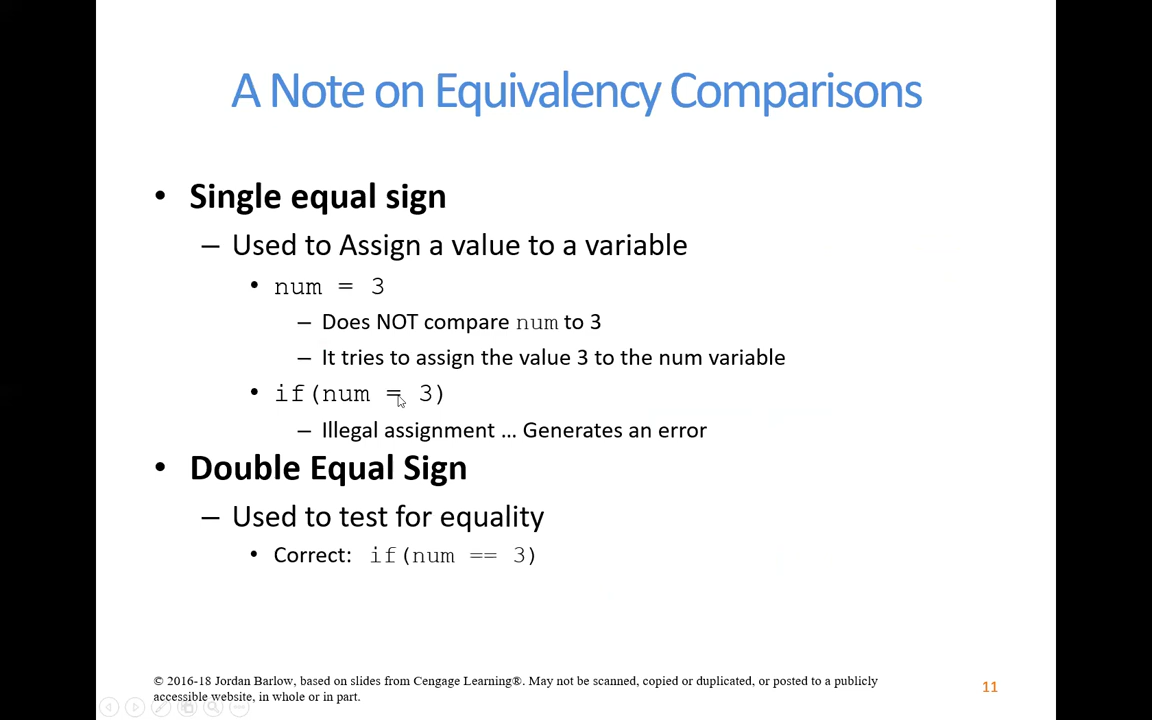 A Note on Equivalency Comparisons
• Single equal sign
– Used to Assign a value to a variable
• num = 3
– Does NOT compare num to 3
– It tries to assign the value 3 to the num variable
• if(num = 3)
– Illegal assignment … Generates an error
• Double Equal Sign
– Used to test for equality
• Correct: if(num == 3)
© 2016-18 Jordan Barlow, based on slides from Cengage Learning®. May not be scanned, copied or duplicated, or posted to a publicly
accessible website, in whole or in part.
11